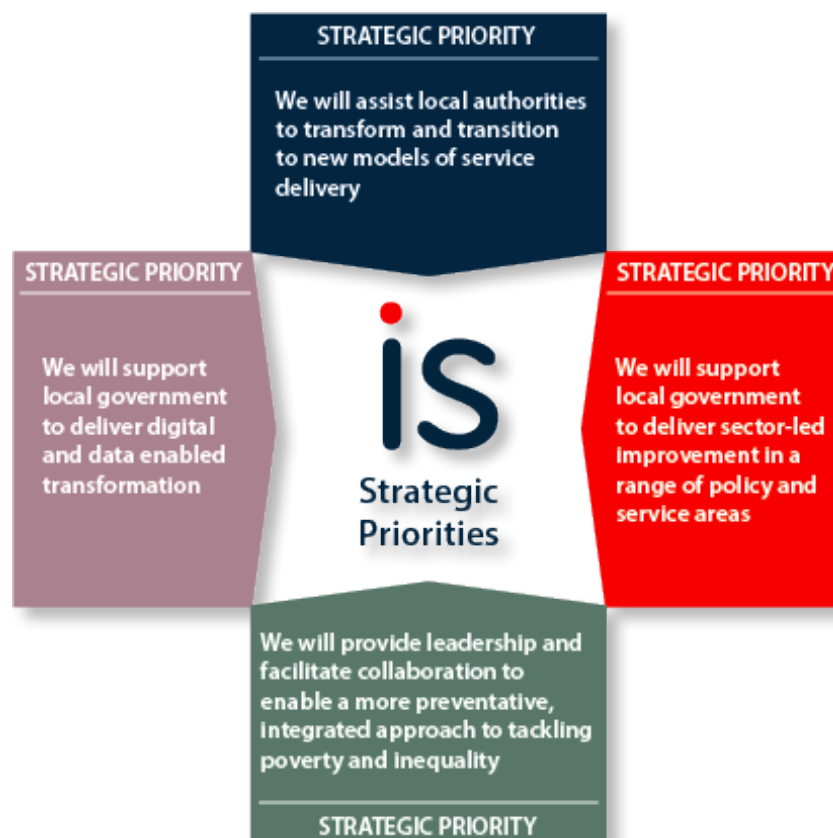 STRATEGIC PRIORITY
We will assist local authorities
to transform and transition
to new models of service
delivery
STRATEGIC PRIORITY
We will support
local government
to deliver digital
and data enabled
transformation
is
Strategic
Priorities
STRATEGIC PRIORITY
We will support
local government
to deliver sector-led
improvement in a
range of policy and
service areas
We will provide leadership and
facilitate collaboration to
enable a more preventative,
integrated approach to tackling
poverty and inequality
STRATEGIC PRIORITY